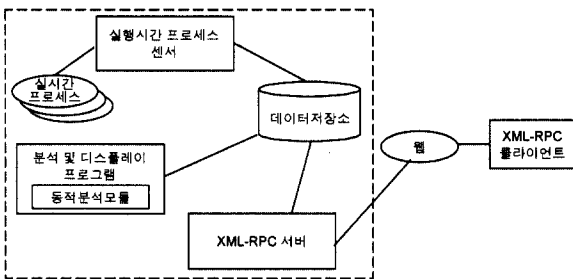 실행시간 프로세스
센서
실시간
프로세스
데이터저장소
분석 및 디스플레이
프로그램
동적분석모듈
XML-RPC 서버
웹
XML-RPC
클라이언트